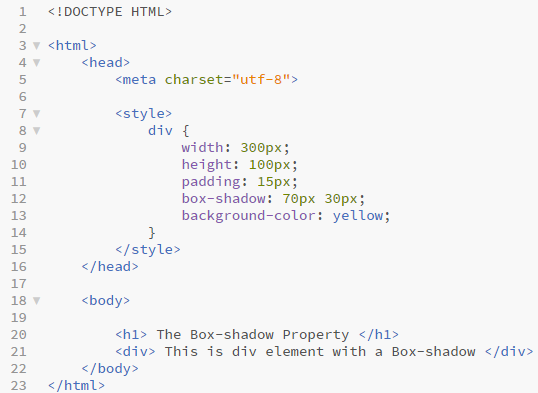 1 <!DOCTYPE HTML>
2
3 <html>
4 <head>
5 <meta charset="utf-8">
6
7 <style>
8 div {
9 width: 300px;
10 height: 100px;
11 padding: 15px;
12 box-shadow: 70px 30px;
13 background-color: yellow;
14 }
15 </style>
16 </head>
17
18 <body>
19
20 <h1> The Box-shadow Property </h1>
21 <div> This is div element with a Box-shadow </div>
22 </body>
23 </html>